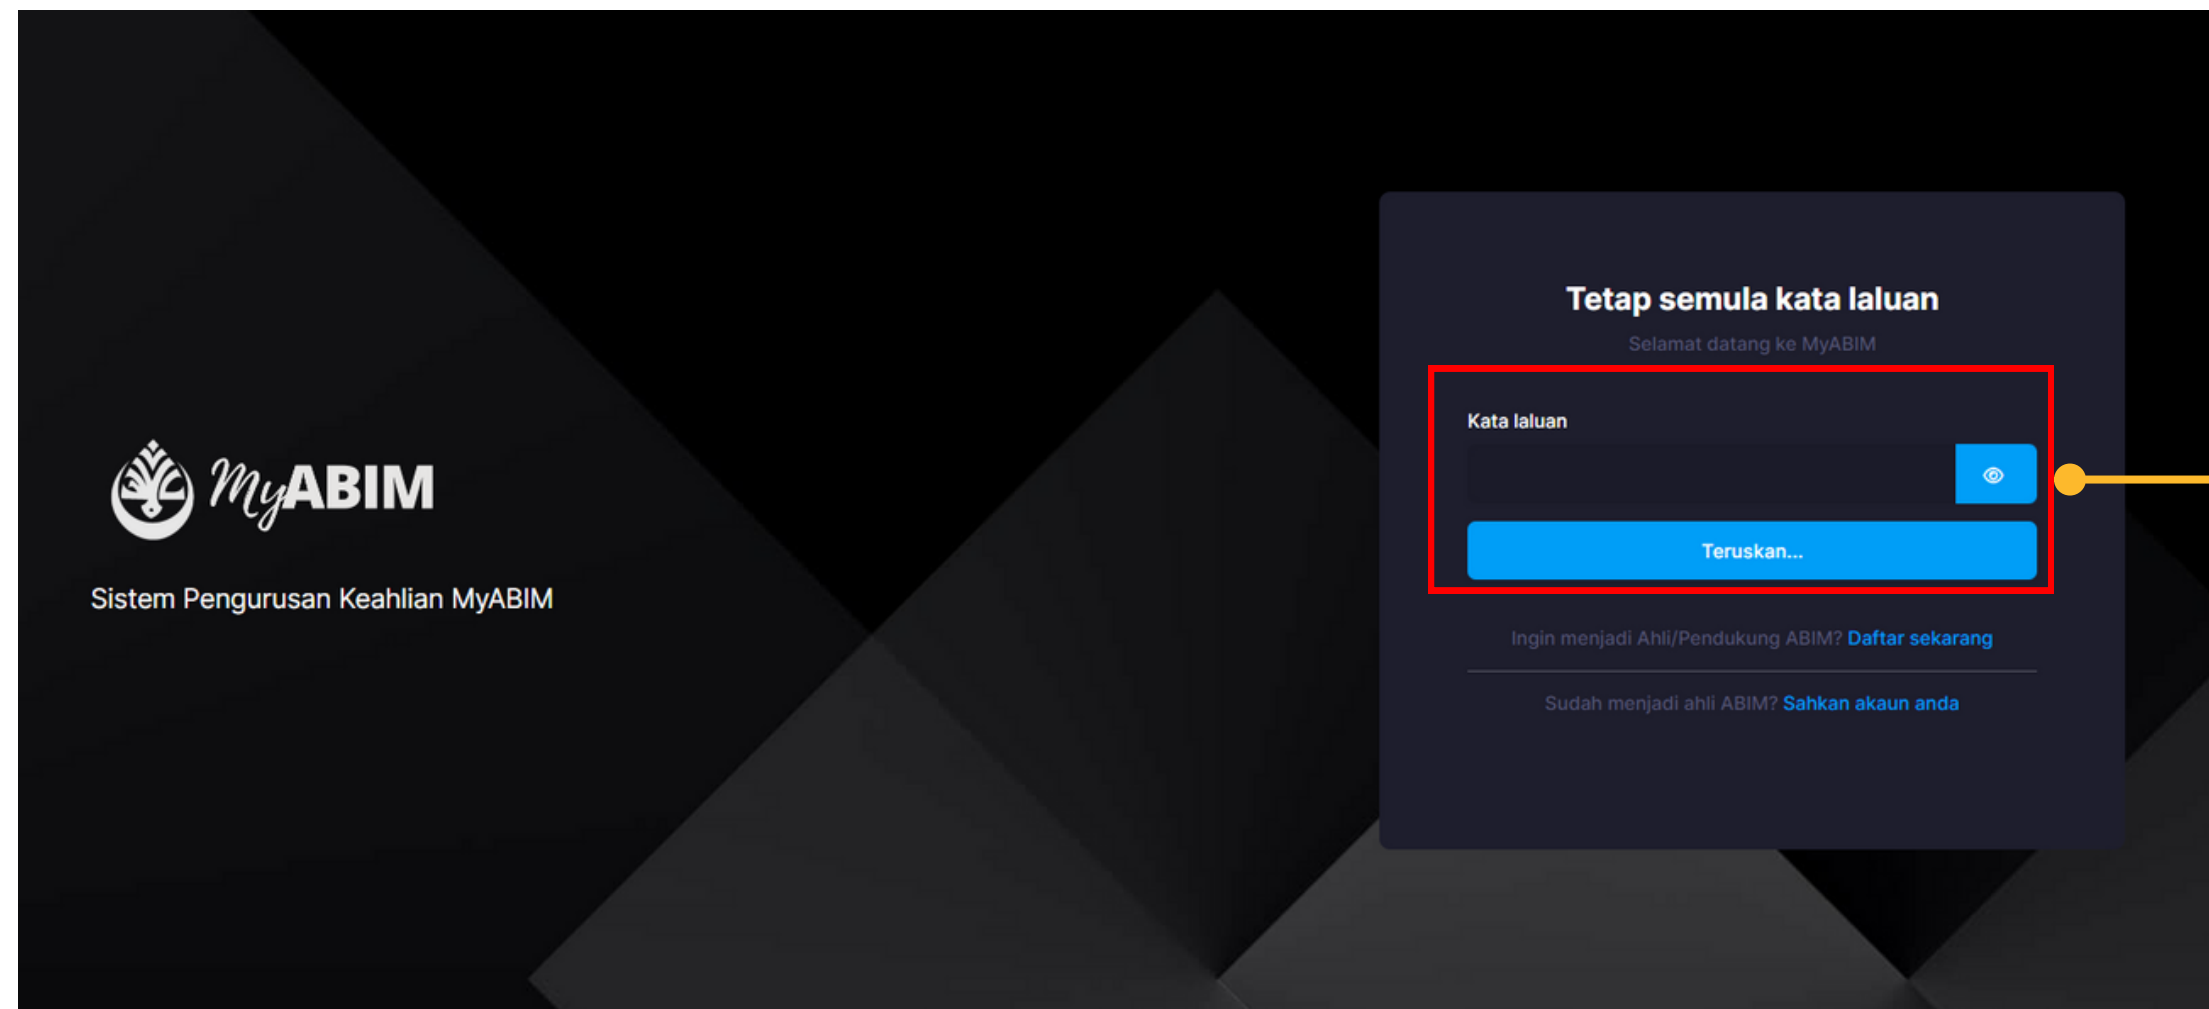 MyABIM
Sistem Pengurusan Keahlian MyABIM
Tetap semula kata laluan
Selamat datang ke MyABIM
Kata laluan
Teruskan...
Ingin menjadi Ahli/Pendukung ABIM? Daftar sekarang
Sudah menjadi ahli ABIM? Sahkan akaun anda